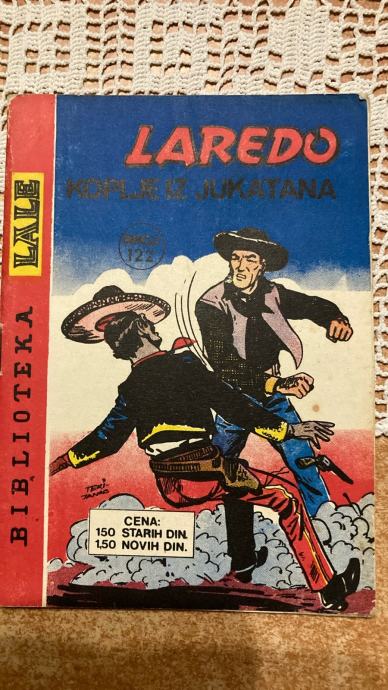 LAREDO
KOPLJE IZ JUKATANA
BROJ
122
BIBLIOTEKA LALE
CENA:
150 STARIH DIN.
1,50 NOVIH DIN.